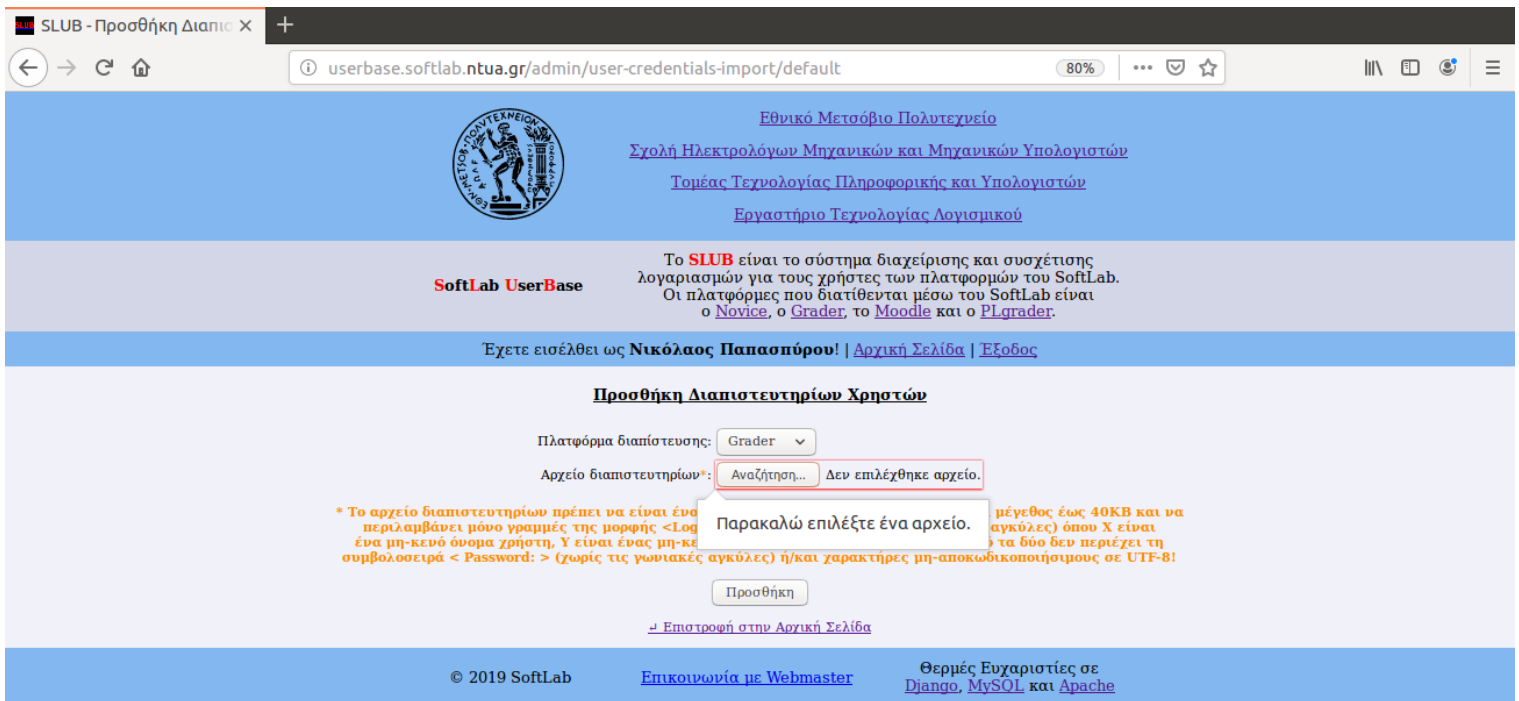 SLUB - Προσθήκη Διαπισ
userbase.softlab.ntua.gr/admin/user-credentials-import/default
80%
Εθνικό Μετσόβιο Πολυτεχνείο
Σχολή Ηλεκτρολόγων Μηχανικών και Μηχανικών Υπολογιστών
Τομέας Τεχνολογίας Πληροφορικής και Υπολογιστών
Εργαστήριο Τεχνολογίας Λογισμικού
SoftLab UserBase
Το SLUB είναι το σύστημα διαχείρισης και συσχέτισης
λογαριασμών για τους χρήστες των πλατφορμών του SoftLab.
Οι πλατφόρμες που διατίθενται μέσω του SoftLab είναι
ο Novice, ο Grader, το Moodle και ο PLgrader.
Έχετε εισέλθει ως Νικόλαος Παπασπύρου! | Αρχική Σελίδα | Έξοδος
Προσθήκη Διαπιστευτηρίων Χρηστών
Πλατφόρμα διαπίστευσης: Grader
Αρχείο διαπιστευτηρίων*: Αναζήτηση... Δεν επιλέχθηκε αρχείο.
Παρακαλώ επιλέξτε ένα αρχείο.
* Το αρχείο διαπιστευτηρίων πρέπει να είναι ένα μέγεθος έως 40KB και να
περιλαμβάνει μόνο γραμμές της μορφής <Log αγκύλες) όπου X είναι
ένα μη-κενό όνομα χρήστη, Y είναι ένας μη-κε τα δύο δεν περιέχει τη
συμβολοσειρά < Password: > (χωρίς τις γωνιακές αγκύλες) ή/και χαρακτήρες μη-αποκωδικοποιήσιμους σε UTF-8!
Προσθήκη
↵ Επιστροφή στην Αρχική Σελίδα
© 2019 SoftLab
Επικοινωνία με Webmaster
Θερμές Ευχαριστίες σε
Django, MySQL και Apache